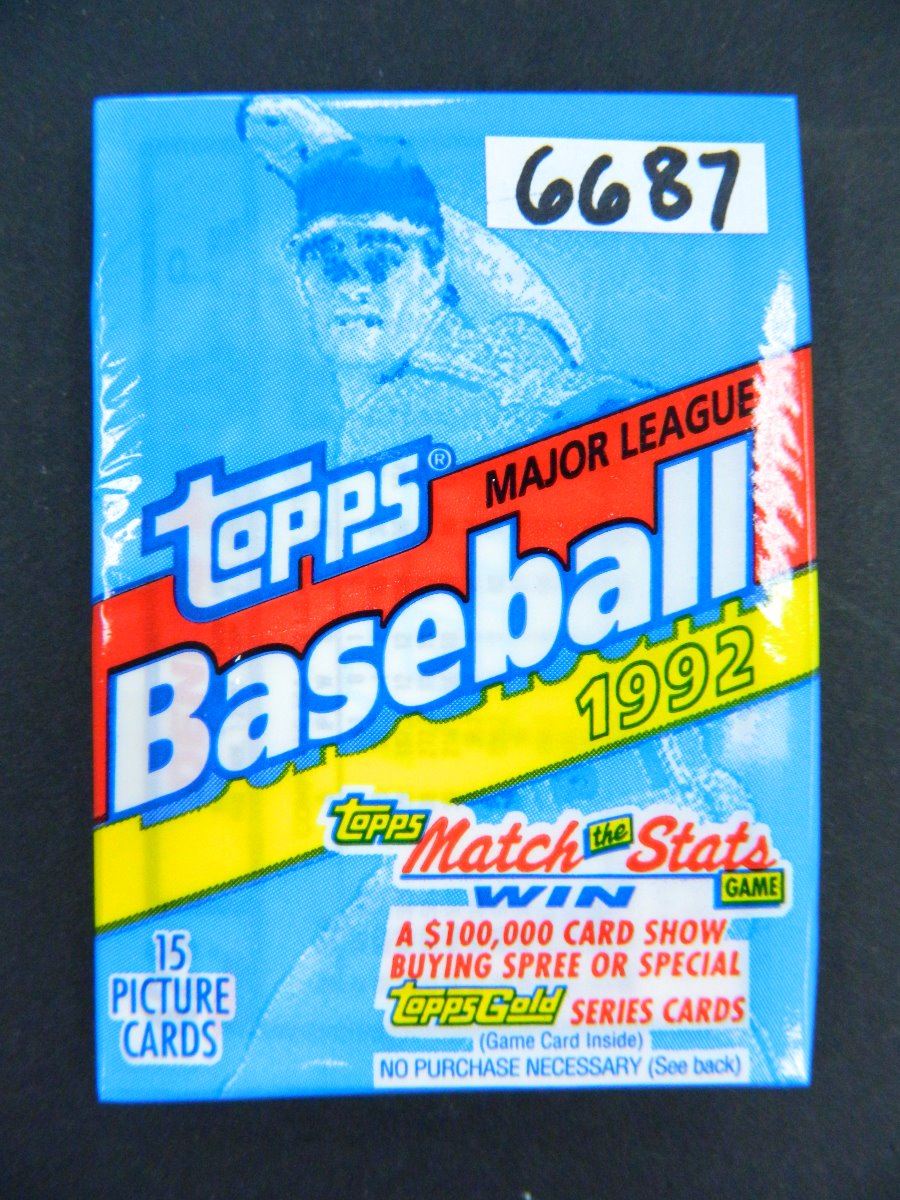 6687
TOPPS®
MAJOR LEAGUE
Baseball
1992
TOPPS
Match the Stats
GAME
WIN
A $100,000 CARD SHOW
BUYING SPREE OR SPECIAL
ToppsGold SERIES CARDS
(Game Card Inside)
NO PURCHASE NECESSARY (See back)
15
PICTURE
CARDS